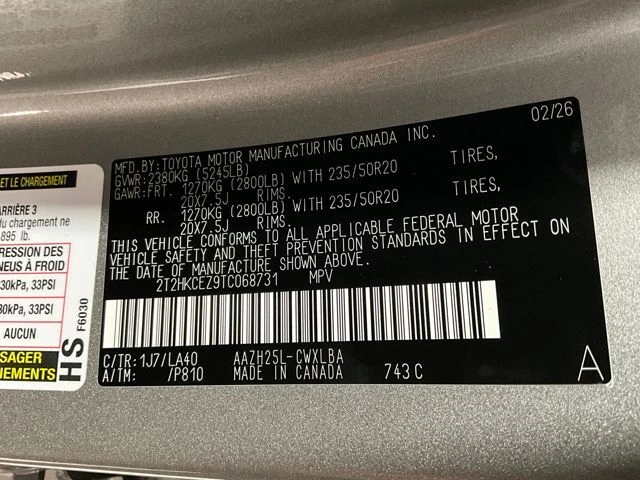 02/26
MFD.BY:TOYOTA MOTOR MANUFACTURING CANADA INC.
GVWR:2380KG (5245LB)
GAWR:FRT. 1270KG (2800LB) WITH 235/50R20 TIRES,
20X7.5J RIMS.
RR. 1270KG (2800LB) WITH 235/50R20 TIRES,
20X7.5J RIMS.
THIS VEHICLE CONFORMS TO ALL APPLICABLE FEDERAL MOTOR
VEHICLE SAFETY AND THEFT PREVENTION STANDARDS IN EFFECT ON
THE DATE OF MANUFACTURE SHOWN ABOVE.
2T2HKCEZ9TC068731 MPV
C/TR:1J7/LA40 AAZH25L-CWXLBA
A/TM: /P810 MADE IN CANADA 743C
A
ET LE CHARGEMENT
ARRIÈRE 3
du chargement ne
895 lb.
PRESSION DES
NEUS À FROID
30kPa, 33PSI
30kPa, 33PSI
AUCUN
HS F6030